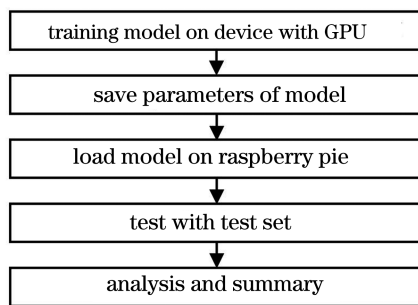 training model on device with GPU
save parameters of model
load model on raspberry pie
test with test set
analysis and summary